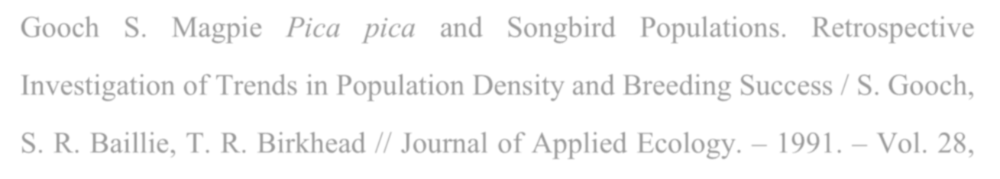 Gooch S. Magpie Pica pica and Songbird Populations. Retrospective
Investigation of Trends in Population Density and Breeding Success / S. Gooch,
S. R. Baillie, T. R. Birkhead // Journal of Applied Ecology. – 1991. – Vol. 28,